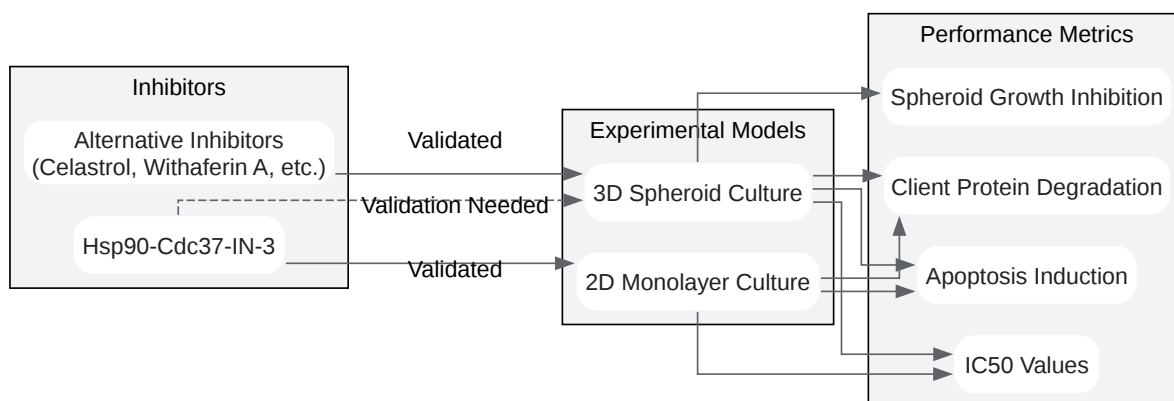 Performance Metrics
Inhibitors
Spheroid Growth Inhibition
Alternative Inhibitors
(Celastrol, Withaferin A, etc.)
Validated
Experimental Models
3D Spheroid Culture
Client Protein Degradation
Validation Needed
Hsp90-Cdc37-IN-3
Validated
2D Monolayer Culture
Apoptosis Induction
IC50 Values